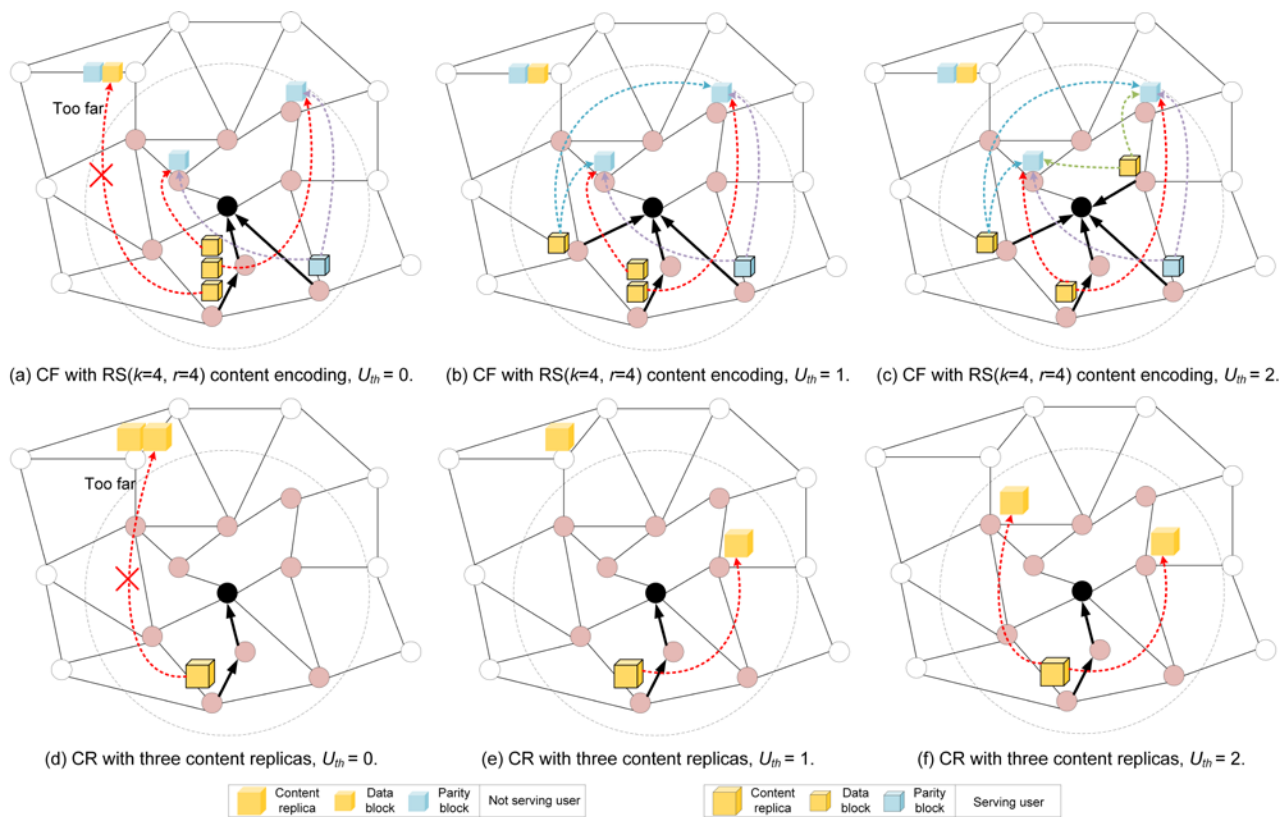 Too far
(a) CF with RS(k=4, r=4) content encoding, Uth = 0.
(b) CF with RS(k=4, r=4) content encoding, Uth = 1.
(c) CF with RS(k=4, r=4) content encoding, Uth = 2.
Too far
(d) CR with three content replicas, Uth = 0.
(e) CR with three content replicas, Uth = 1.
(f) CR with three content replicas, Uth = 2.
Content replica
Data block
Parity block
Not serving user
Content replica
Data block
Parity block
Serving user